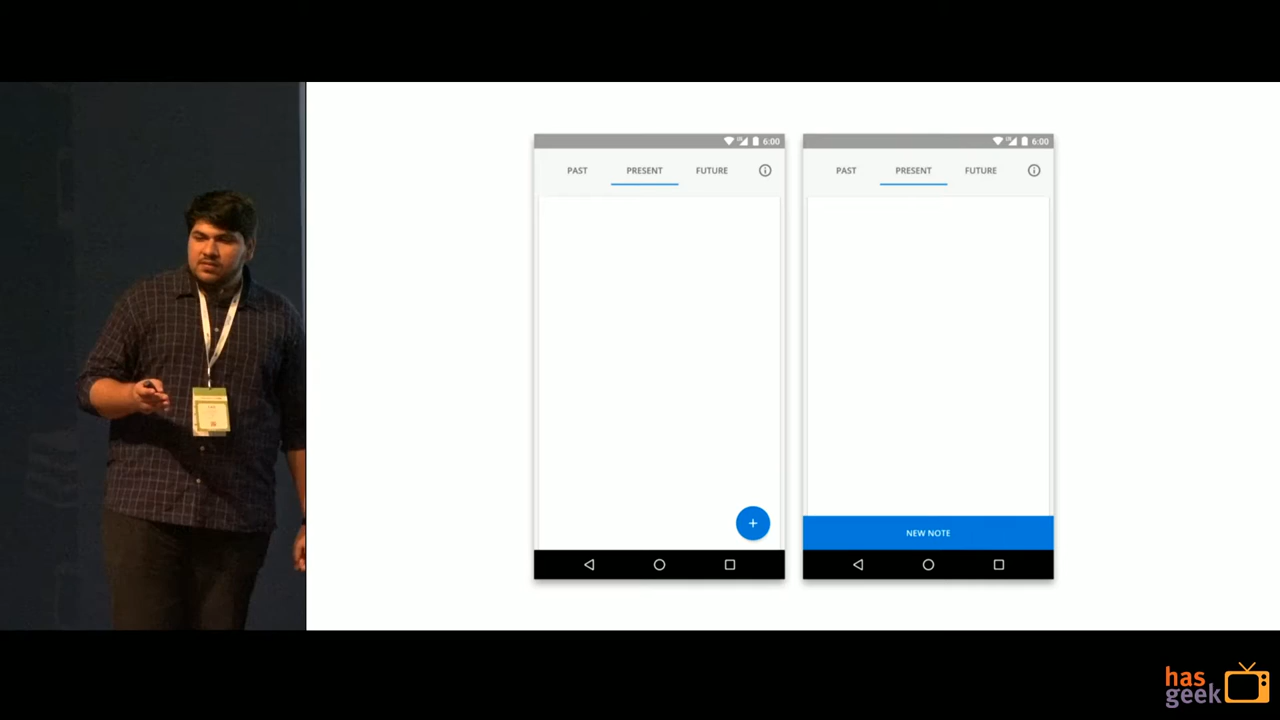 6:00
PAST PRESENT FUTURE
+
NEW NOTE
6:00
PAST PRESENT FUTURE
has
geek